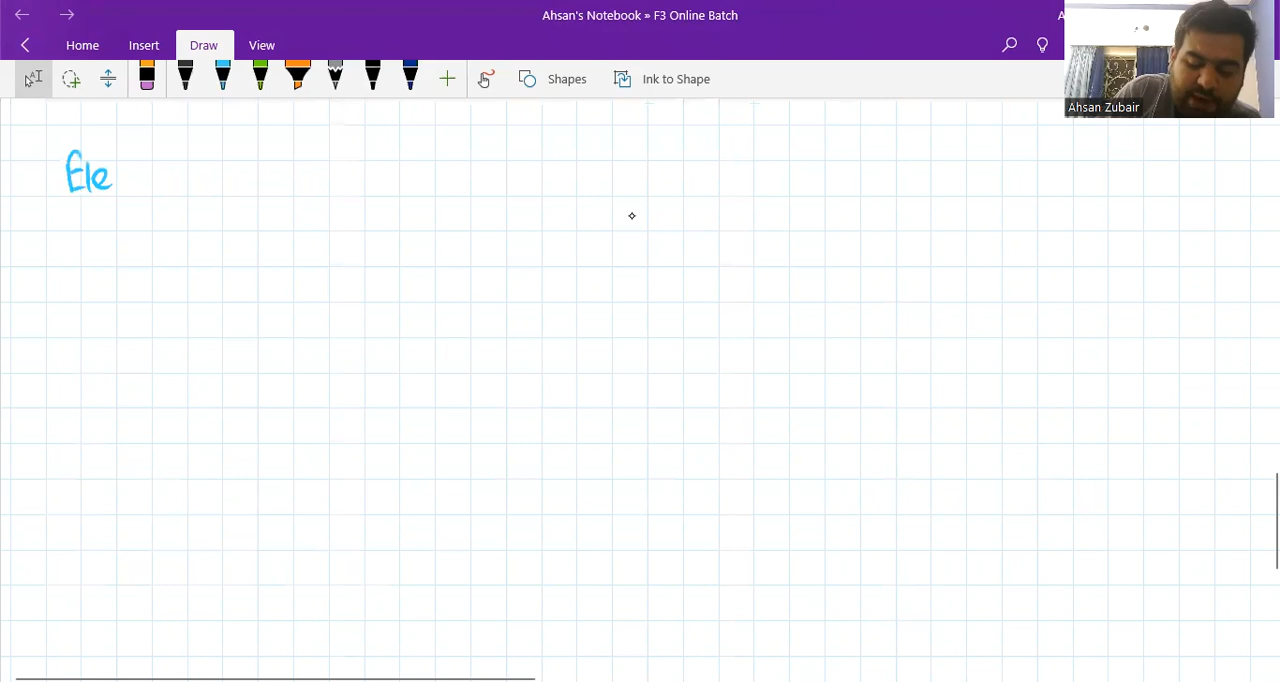 Ahsan's Notebook » F3 Online Batch
A
Home Insert Draw View
Shapes Ink to Shape
Ahsan Zubair
Ele